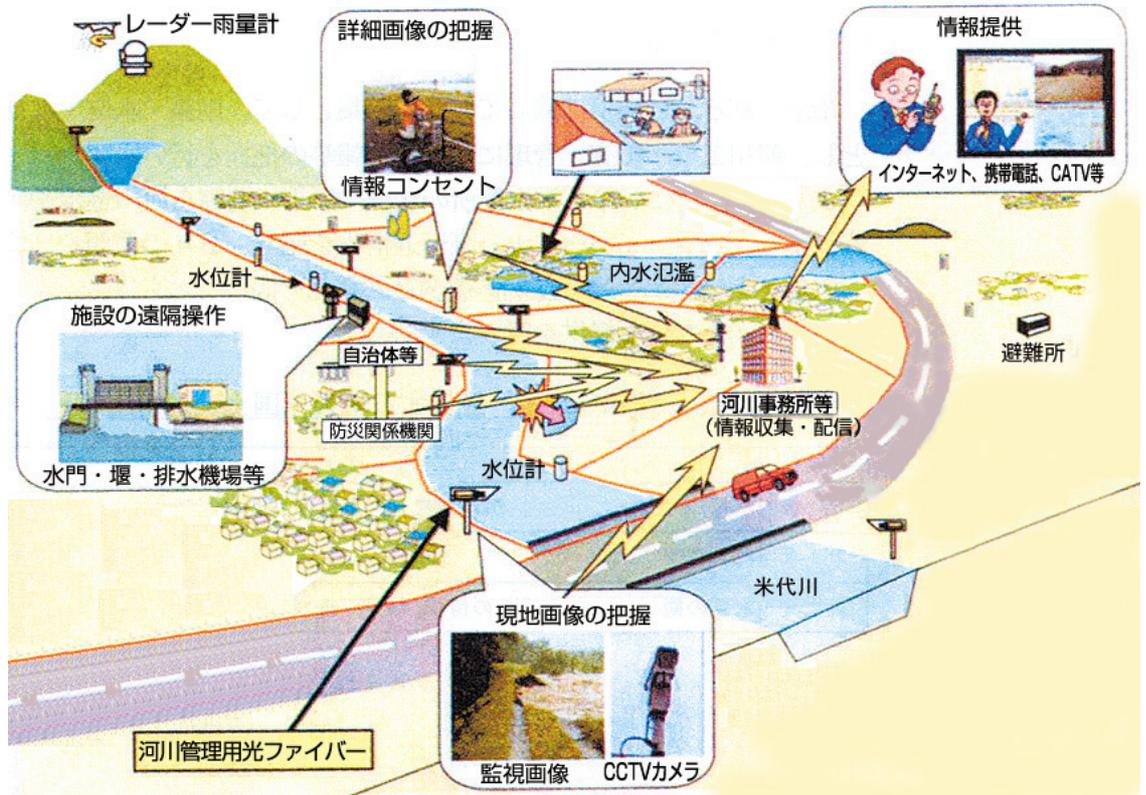 レーダー雨量計
詳細画像の把握
情報コンセント
情報提供
インターネット、携帯電話、CATV等
水位計
内水氾濫
施設の遠隔操作
水門・堰・排水機場等
自治体等
防災関係機関
避難所
河川事務所等
（情報収集・配信）
水位計
米代川
現地画像の把握
監視画像
CCTVカメラ
河川管理用光ファイバー